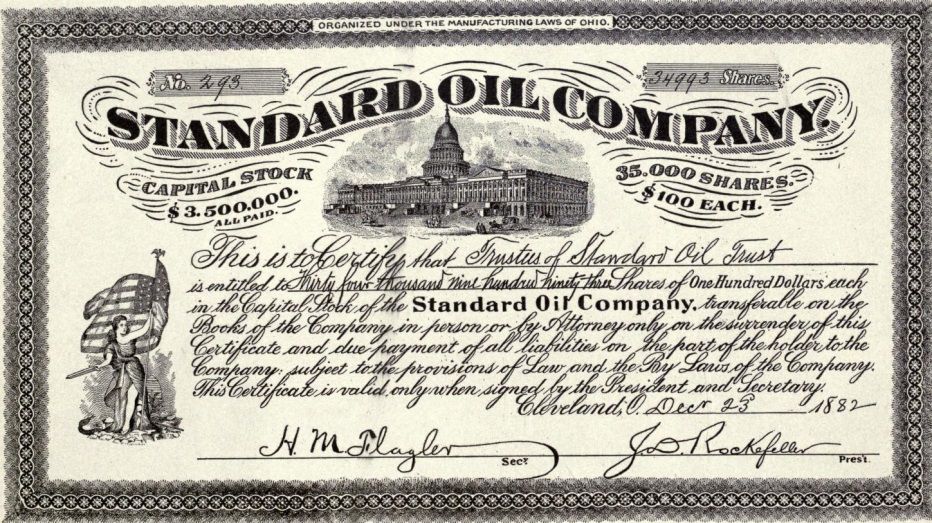 ORGANIZED UNDER THE MANUFACTURING LAWS OF OHIO.
No. 293. 34993 Shares.
STANDARD OIL COMPANY.
CAPITAL STOCK
$3.500.000.
ALL PAID.
35.000 SHARES.
$100 EACH.
This is to Certify that Trustees of Standard Oil Trust
is entitled to Thirty four thousand nine hundred ninety three Shares of One Hundred Dollars each
in the Capital Stock of the Standard Oil Company, transferable on the
Books of the Company in person or by Attorney only on the surrender of this
Certificate and due payment of all liabilities on the part of the holder to the
Company, subject to the provisions of Law and the By Laws of the Company.
This Certificate is valid only when signed by the President and Secretary.
Cleveland, O. Decr 1882
H. M. Flagler Secy
J D. Rockefeller Pres't.